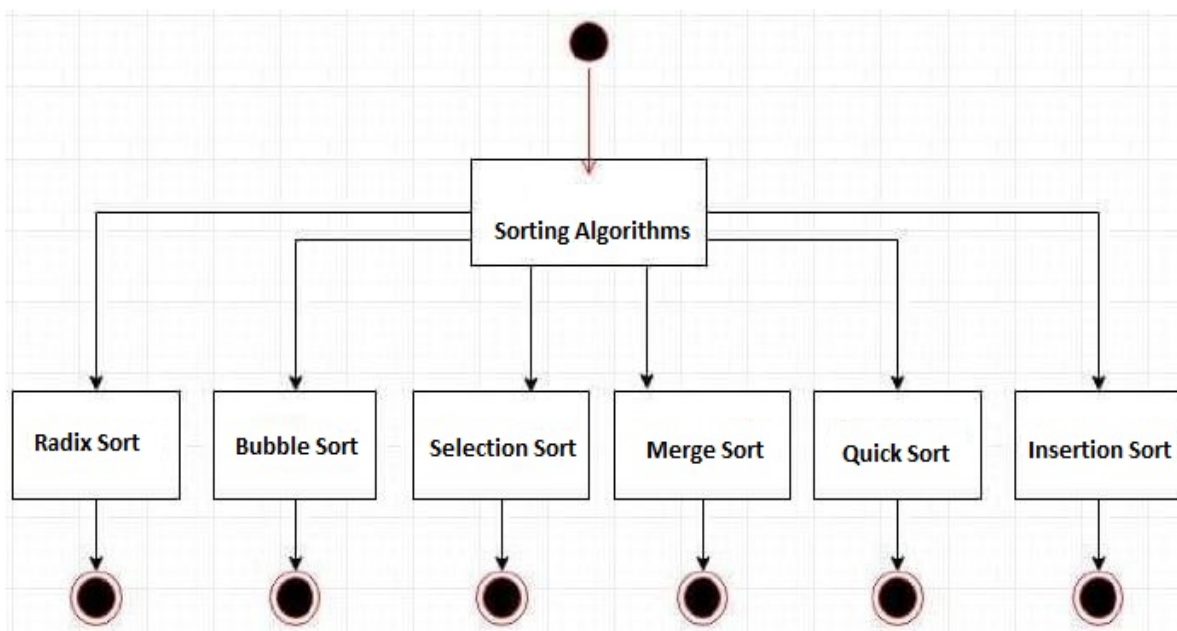 Sorting Algorithms
Radix Sort
Bubble Sort
Selection Sort
Merge Sort
Quick Sort
Insertion Sort